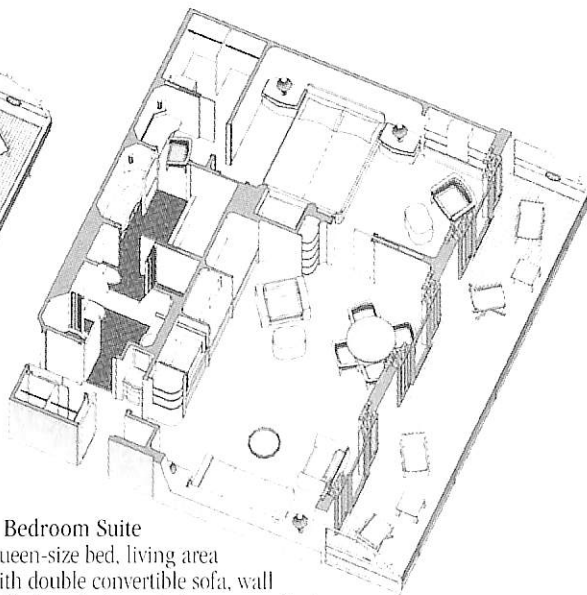 Bedroom Suite
ueen-size bed, living area
ith double convertible sofa, wall